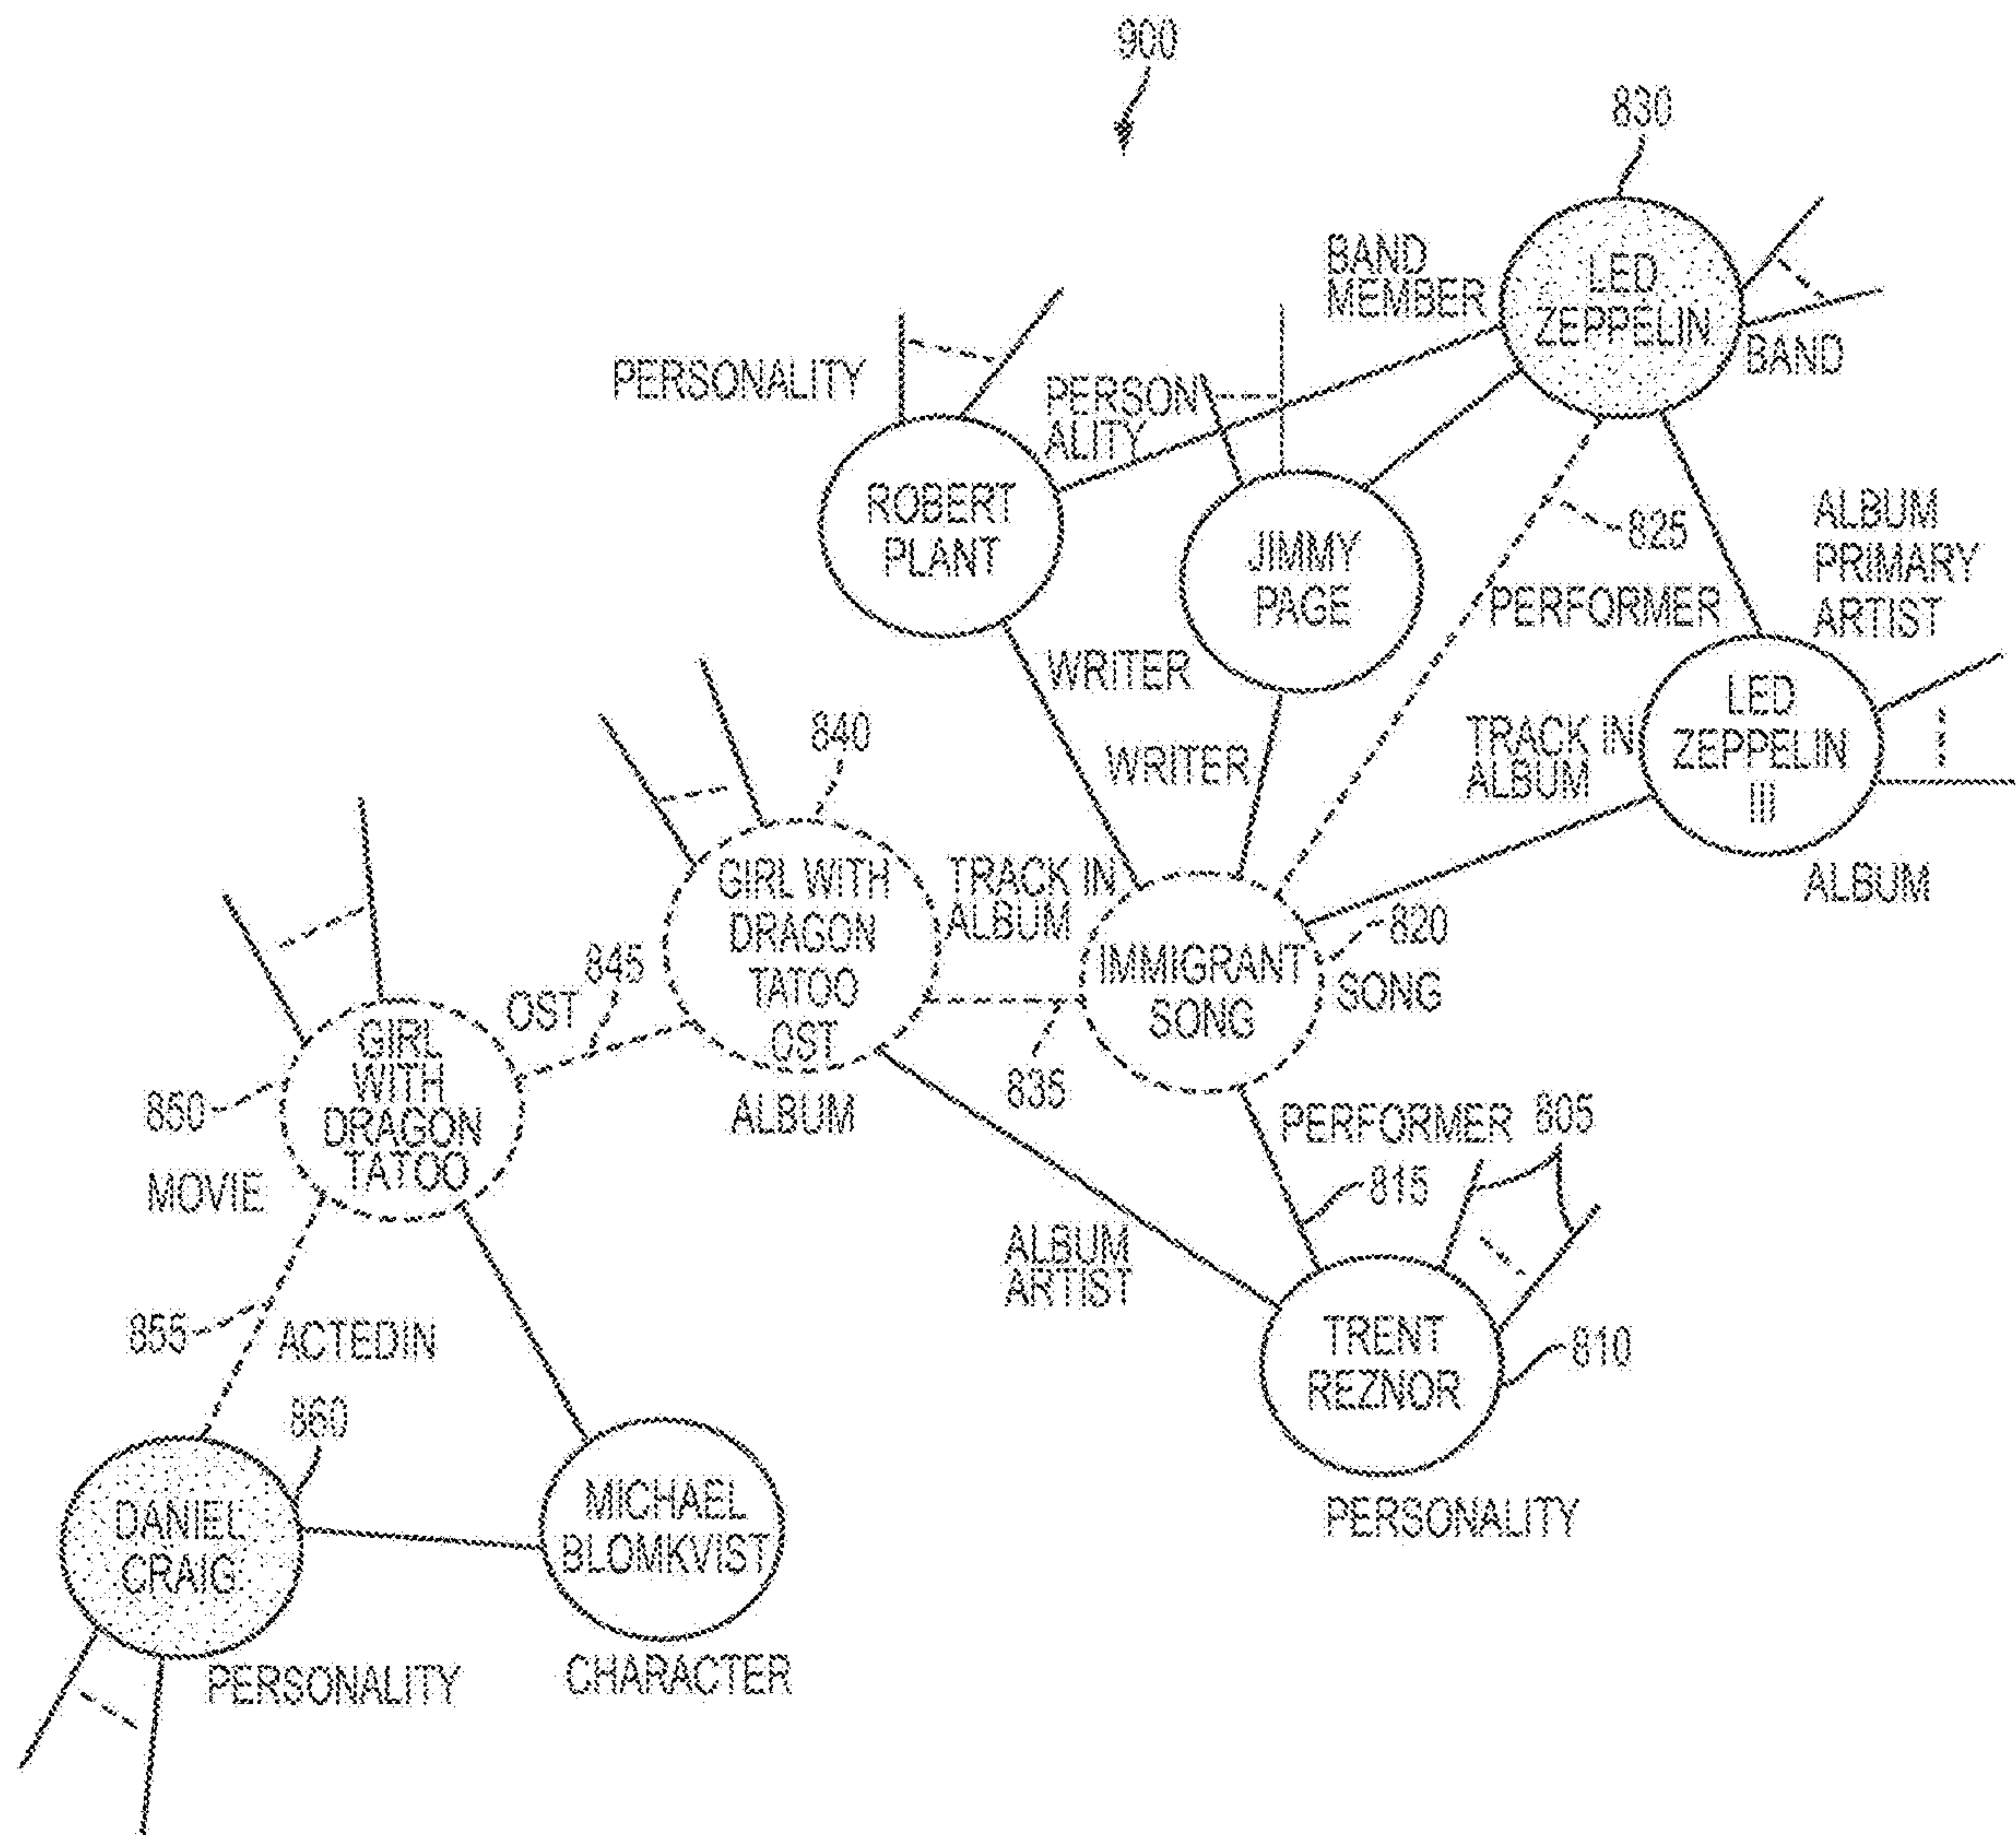 900
830
BAND
MEMBER
LED
ZEPPELIN
BAND
PERSONALITY
PERSON
ALITY
ROBERT
PLANT
JIMMY
PAGE
825
ALBUM
PRIMARY
ARTIST
PERFORMER
WRITER
WRITER
TRACK IN
ALBUM
LED
ZEPPELIN
III
ALBUM
840
GIRL WITH
DRAGON
TATOO
OST
ALBUM
TRACK IN
ALBUM
IMMIGRANT
SONG
820
SONG
835
845
OST
GIRL
WITH
DRAGON
TATOO
850
MOVIE
PERFORMER
805
815
ALBUM
ARTIST
TRENT
REZNOR
810
PERSONALITY
855
ACTEDIN
860
DANIEL
CRAIG
PERSONALITY
MICHAEL
BLOMKVIST
CHARACTER